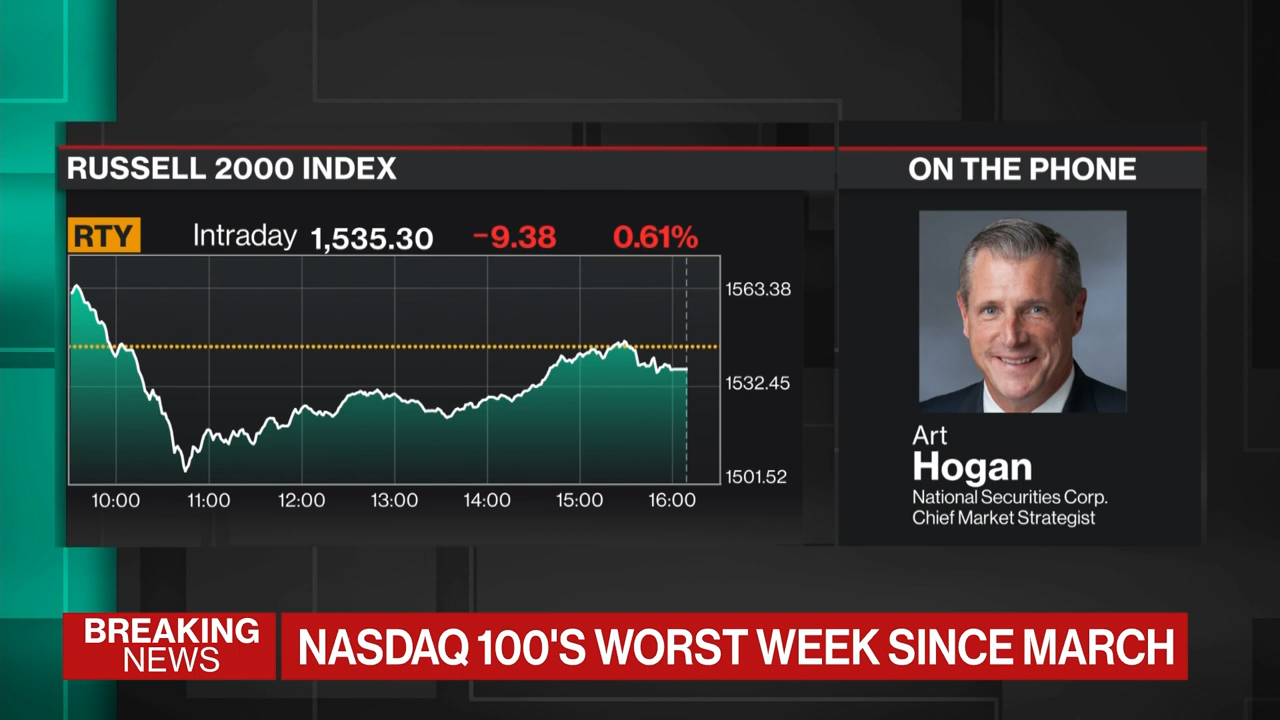 RUSSELL 2000 INDEX
RTY Intraday 1,535.30 -9.38 0.61%
1563.38
1532.45
1501.52
10:00 11:00 12:00 13:00 14:00 15:00 16:00
ON THE PHONE
Art
Hogan
National Securities Corp.
Chief Market Strategist
BREAKING
NEWS
NASDAQ 100'S WORST WEEK SINCE MARCH